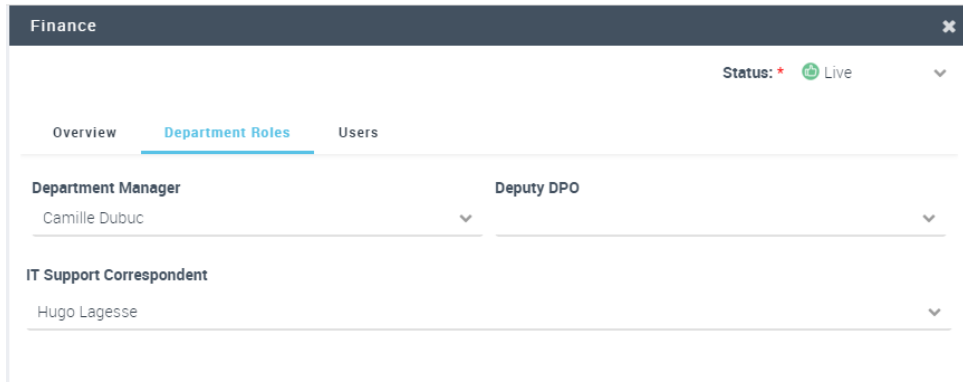 Finance
Status: * Live
Overview Department Roles Users
Department Manager Deputy DPO
Camille Dubuc
IT Support Correspondent
Hugo Lagesse